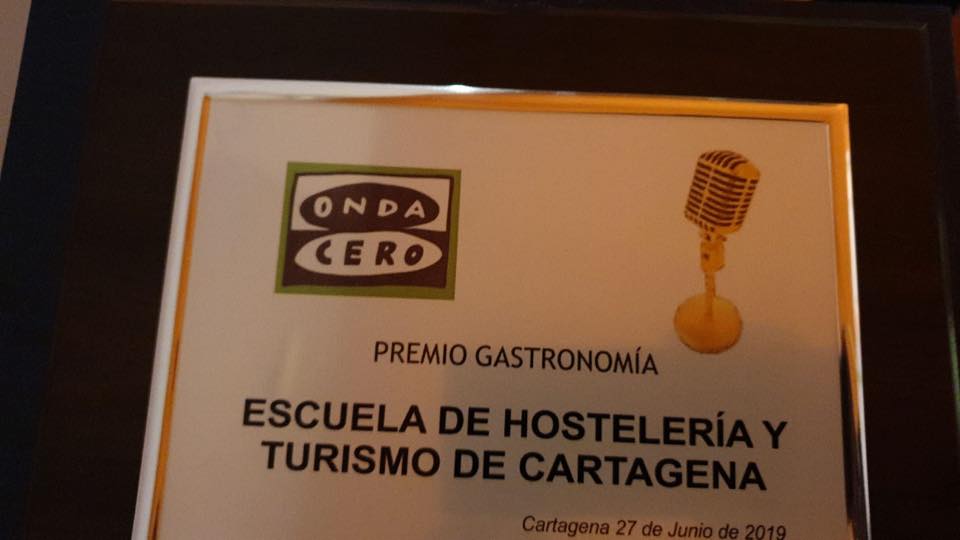 ONDA
CERO
PREMIO GASTRONOMÍA
ESCUELA DE HOSTELERÍA Y
TURISMO DE CARTAGENA
Cartagena 27 de Junio de 2019